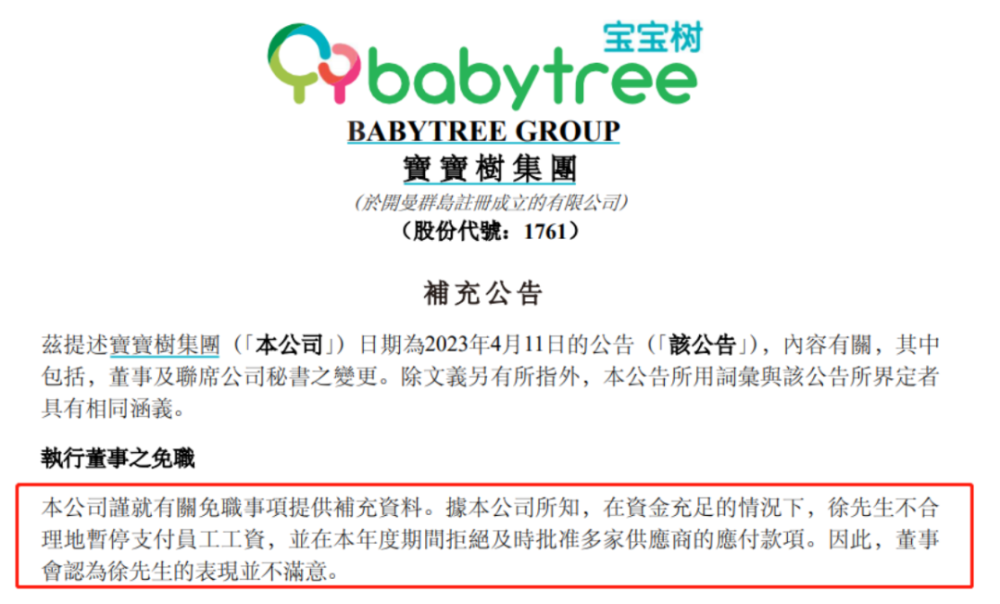 宝宝树
babytree
BABYTREE GROUP
寶寶樹集團
（於開曼群島註冊成立的有限公司）
（股份代號：1761）
補充公告
茲提述寶寶樹集團（「本公司」）日期為2023年4月11日的公告（「該公告」），內容有關，其中
包括，董事及聯席公司秘書之變更。除文義另有所指外，本公告所用詞彙與該公告所界定者
具有相同涵義。
執行董事之免職
本公司謹就有關免職事項提供補充資料。據本公司所知，在資金充足的情況下，徐先生不合
理地暫停支付員工工資，並在本年度期間拒絕及時批准多家供應商的應付款項。因此，董事
會認為徐先生的表現並不滿意。